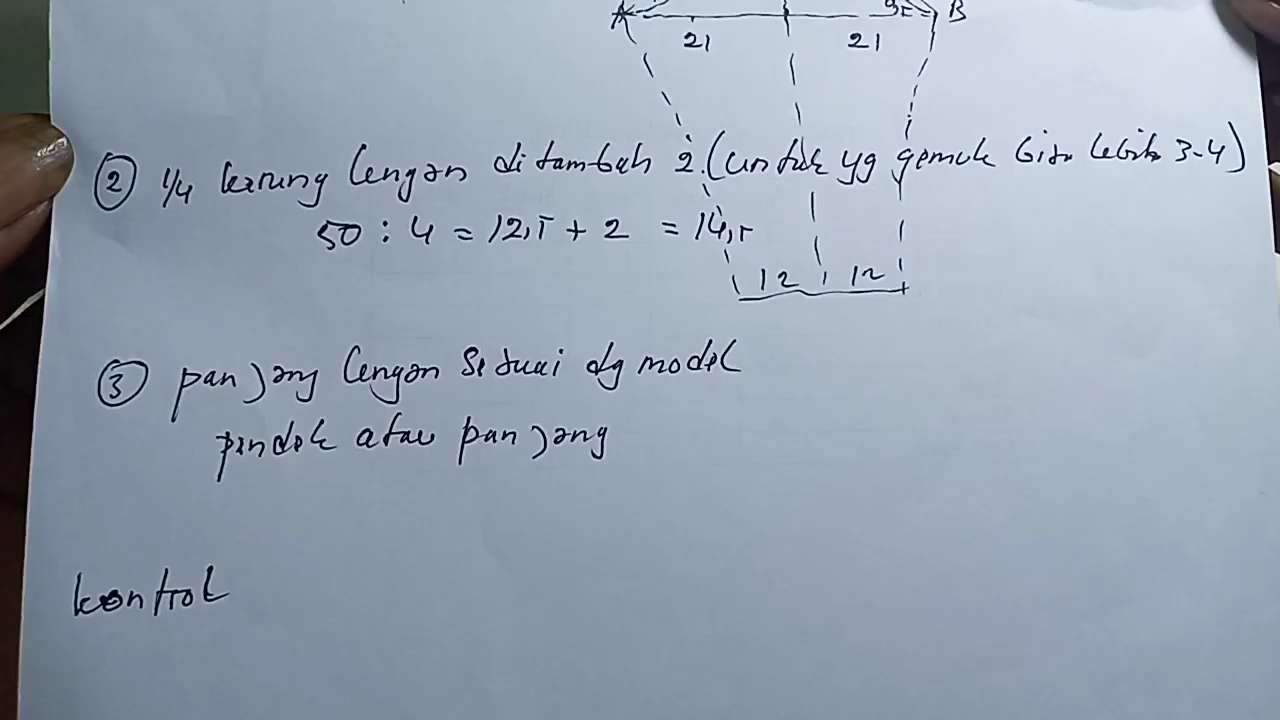 A B
21 21
② 1/4 kerung lengan ditambah 2. (untuk yg gemuk bisa lebih 3-4)
50 : 4 = 12,5 + 2 = 14,5
12 12
③ panjang lengan sesuai dg model
pendek atau panjang
kontrol